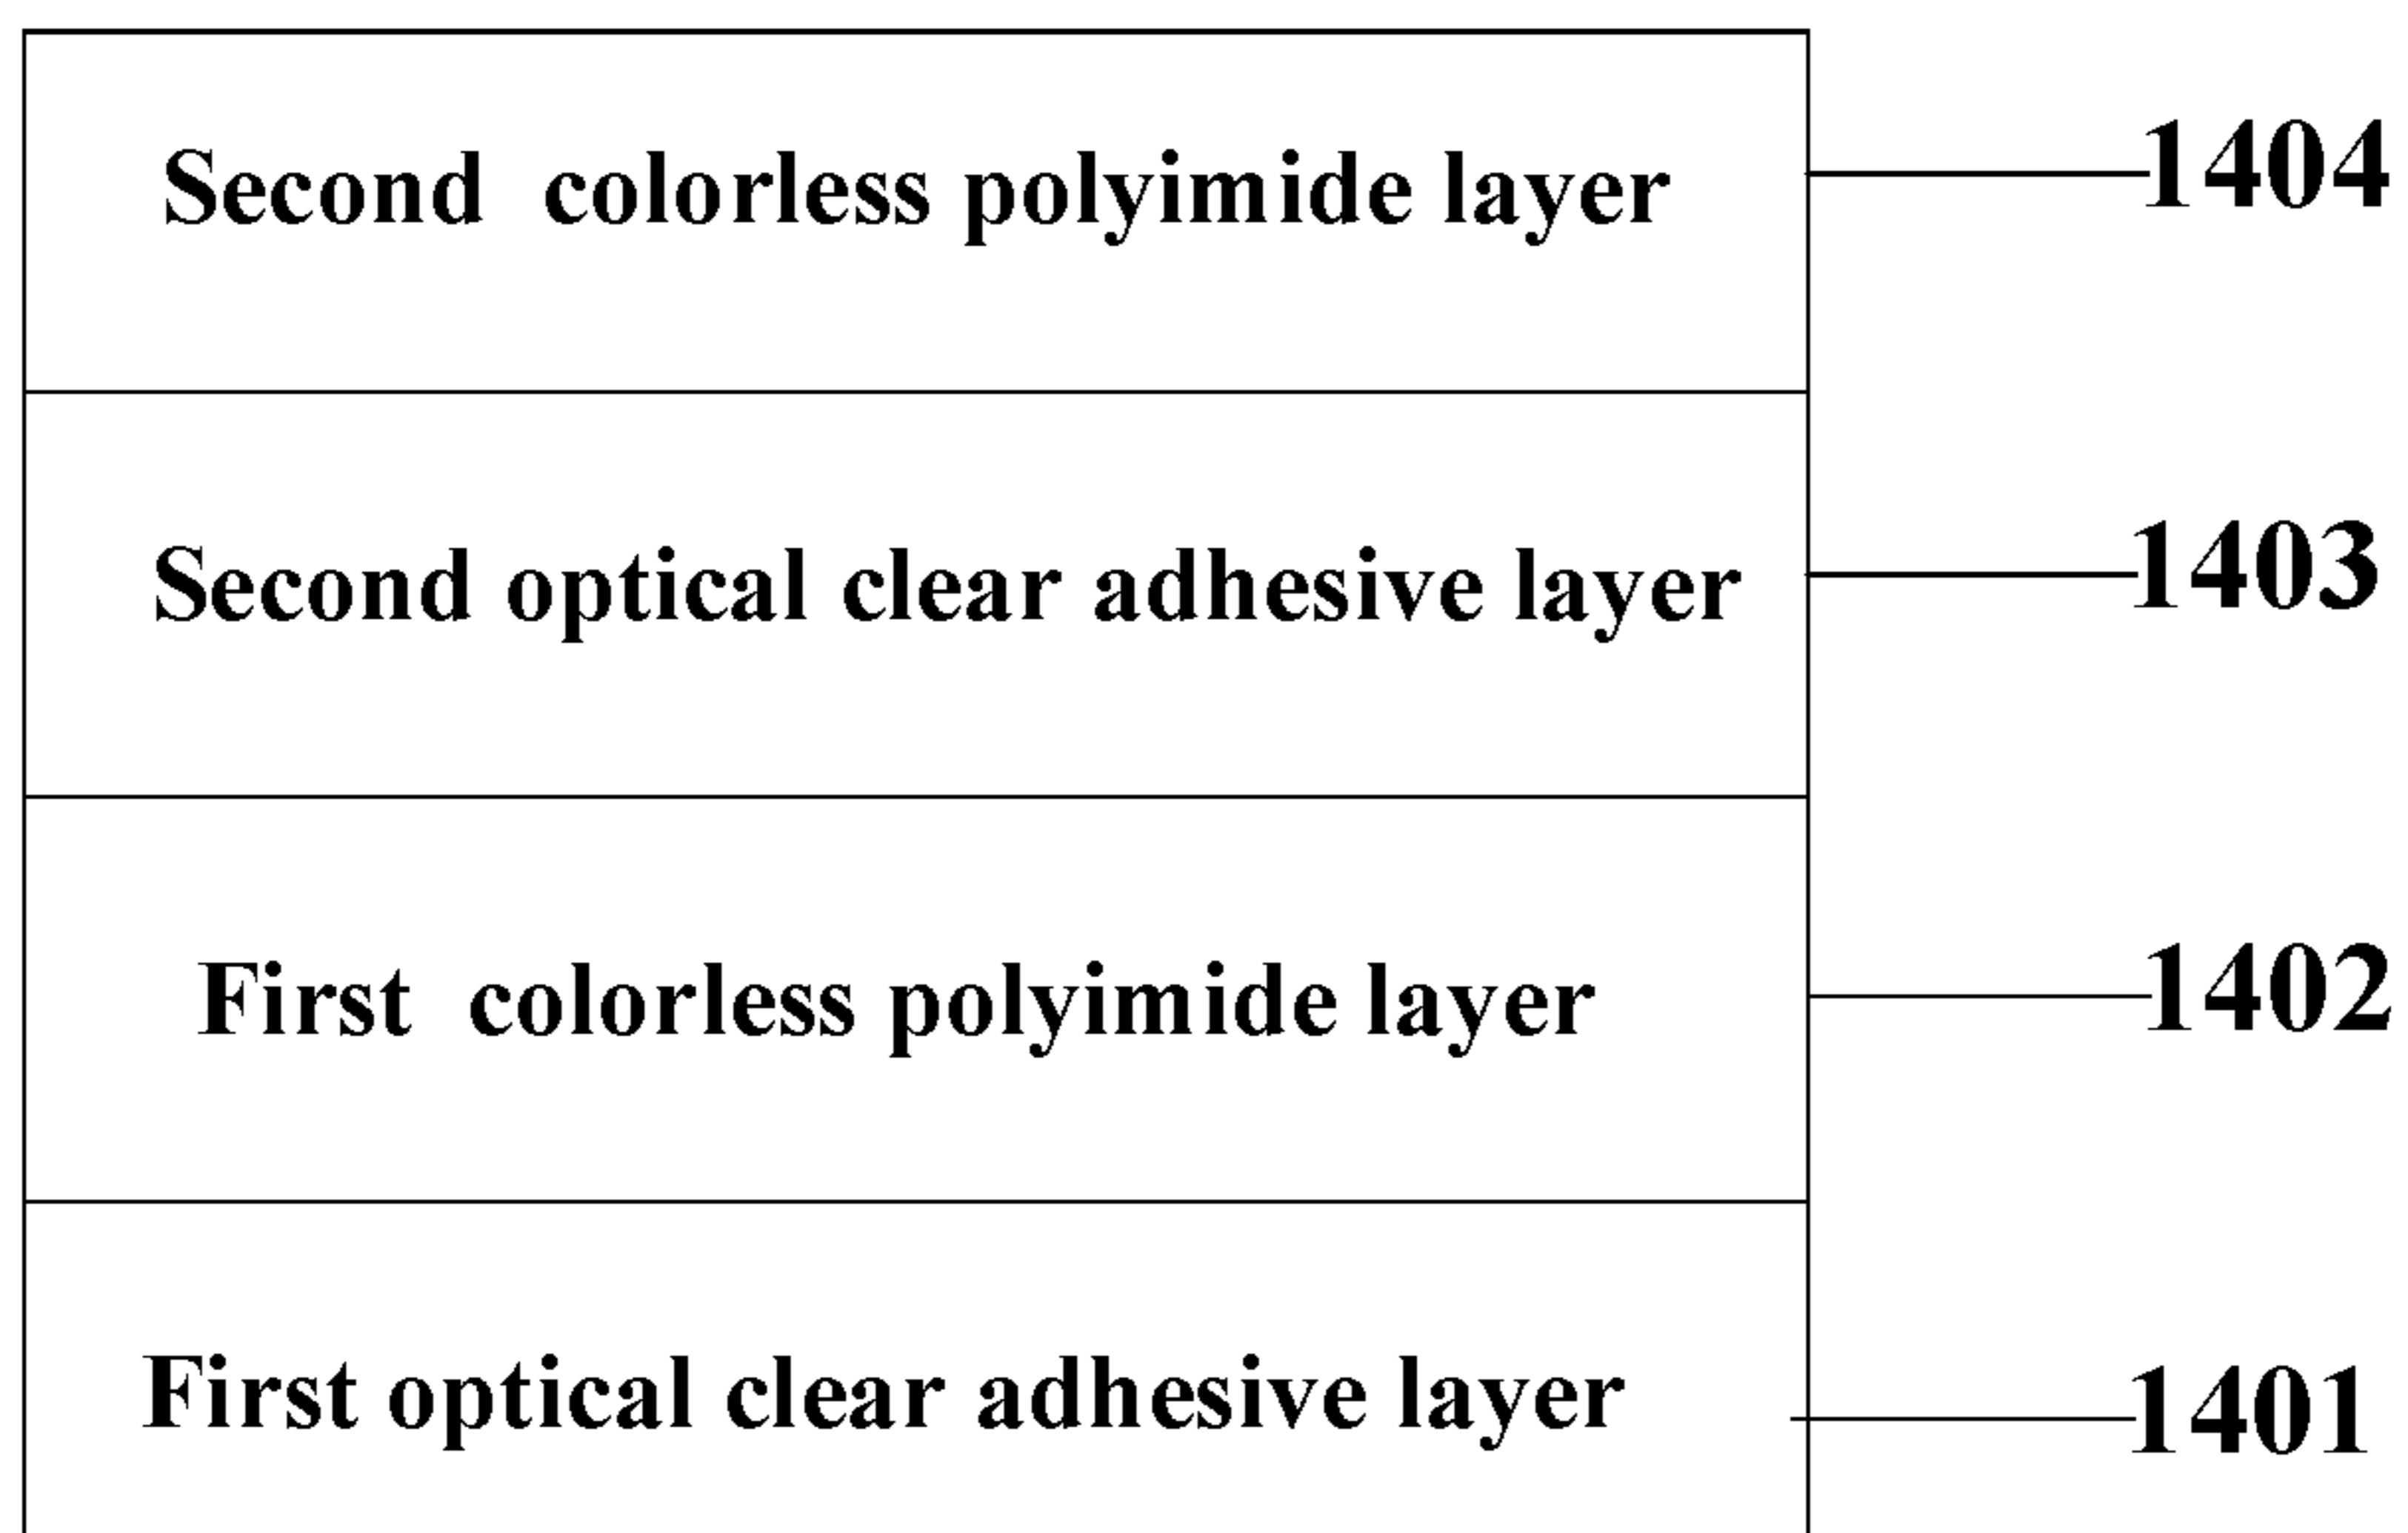 Second colorless polyimide layer 1404
Second optical clear adhesive layer 1403
First colorless polyimide layer 1402
First optical clear adhesive layer 1401